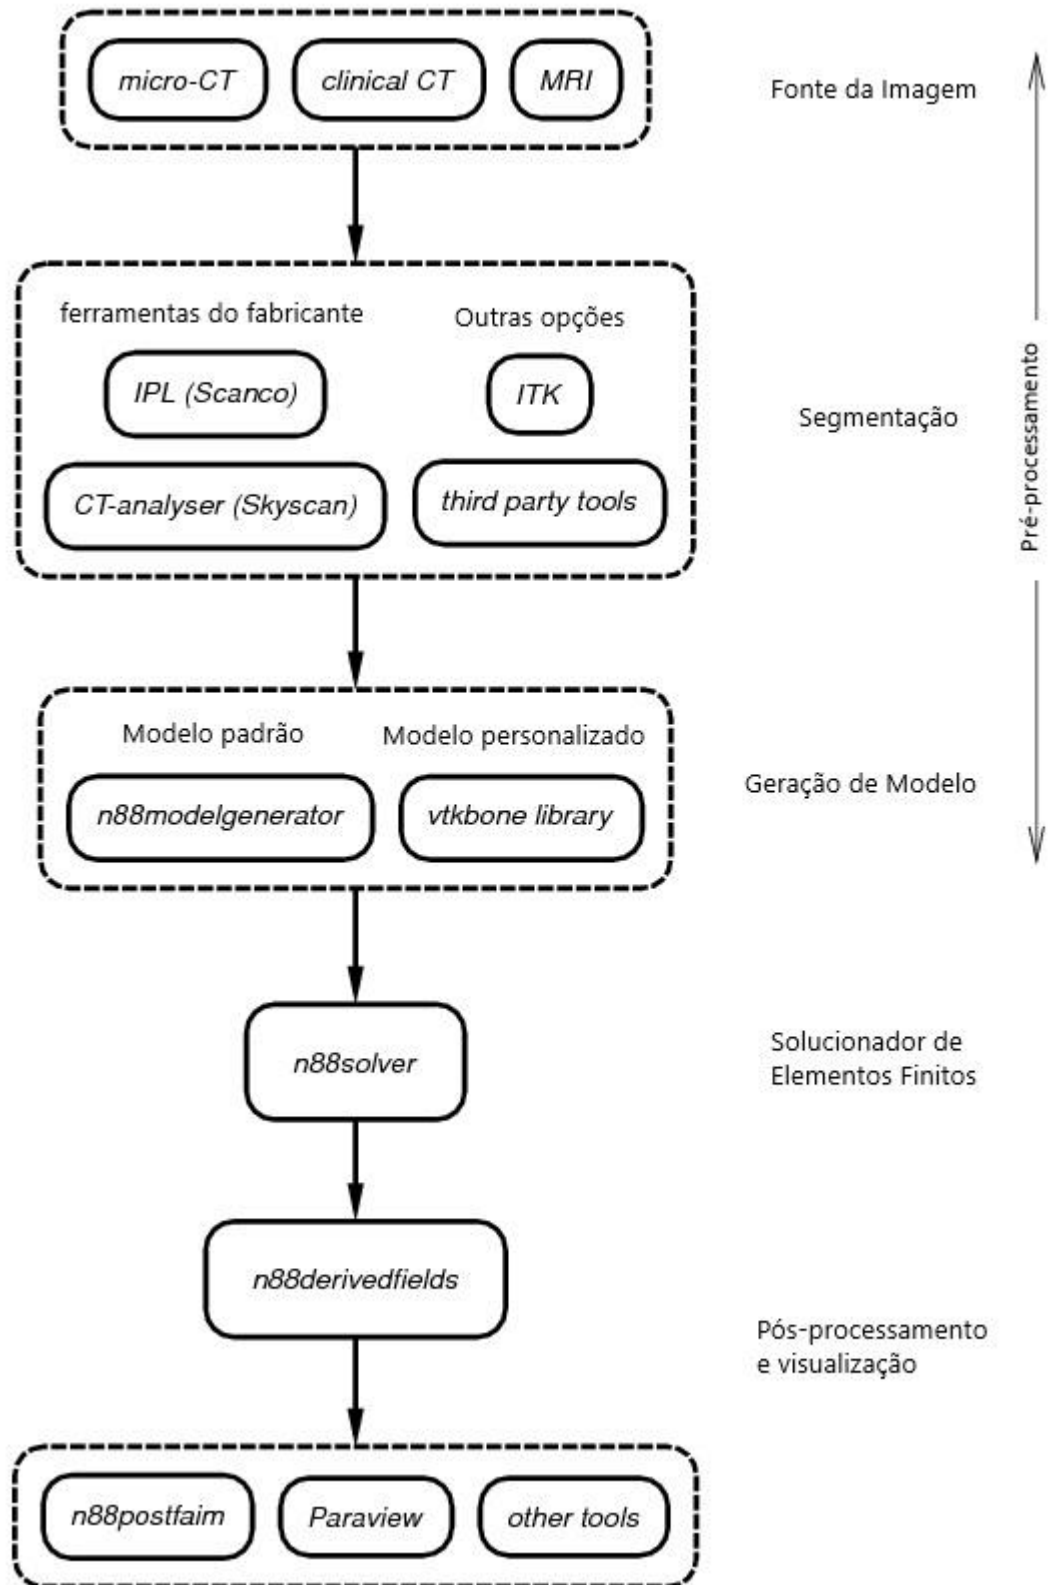 micro-CT
clinical CT
MRI
Fonte da Imagem
ferramentas do fabricante
Outras opções
IPL (Scanco)
ITK
CT-analyser (Skyscan)
third party tools
Segmentação
Pré-processamento
Modelo padrão
Modelo personalizado
n88modelgenerator
vtkbone library
Geração de Modelo
n88solver
Solucionador de
Elementos Finitos
n88derivedfields
Pós-processamento
e visualização
n88postfaim
Paraview
other tools